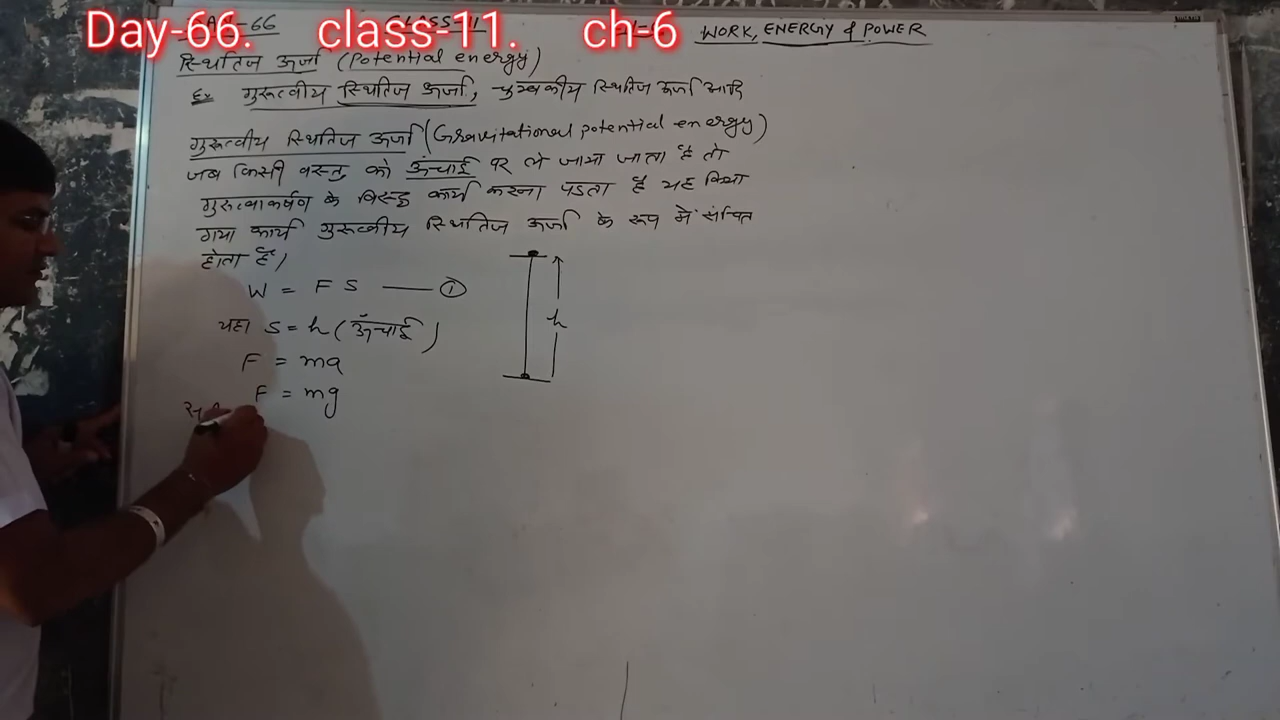 Day-66. class-11. ch-6 WORK, ENERGY & POWER
स्थितिज ऊर्जा (Potential energy)
Ex गुरुत्वीय स्थितिज ऊर्जा, चुम्बकीय स्थितिज ऊर्जा आदि
गुरुत्वीय स्थितिज ऊर्जा (Gravitational potential energy)
जब किसी वस्तु को ऊंचाई पर ले जाया जाता है तो
गुरुत्वाकर्षण के विरुद्ध कार्य करना पडता है यह किया
गया कार्य गुरुत्वीय स्थितिज ऊर्जा के रूप में संचित
होता है।
W = F S —— ①
यहा S = h (ऊँचाई)
h
F = ma
F = mg